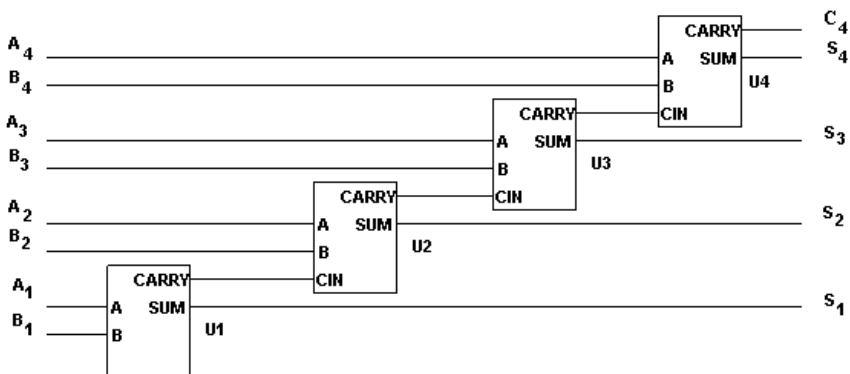 CARRY C4
A4 A SUM S4
B4 B U4
CARRY CIN
A3 A SUM S3
B3 B U3
CARRY CIN
A2 A SUM S2
B2 B U2
CARRY CIN
A1 A SUM S1
B1 B U1